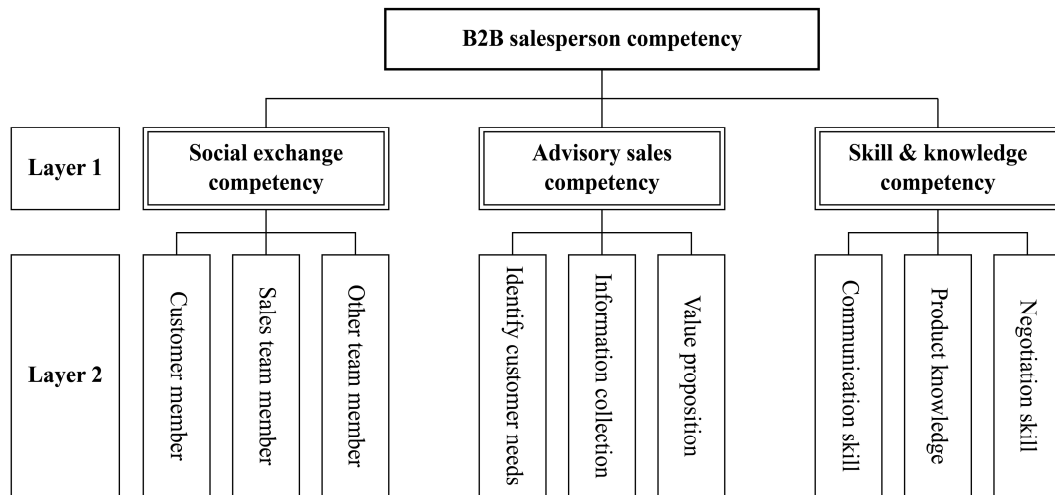 B2B salesperson competency
Layer 1
Social exchange
competency
Advisory sales
competency
Skill & knowledge
competency
Layer 2
Customer member
Sales team member
Other team member
Identify customer needs
Information collection
Value proposition
Communication skill
Product knowledge
Negotiation skill